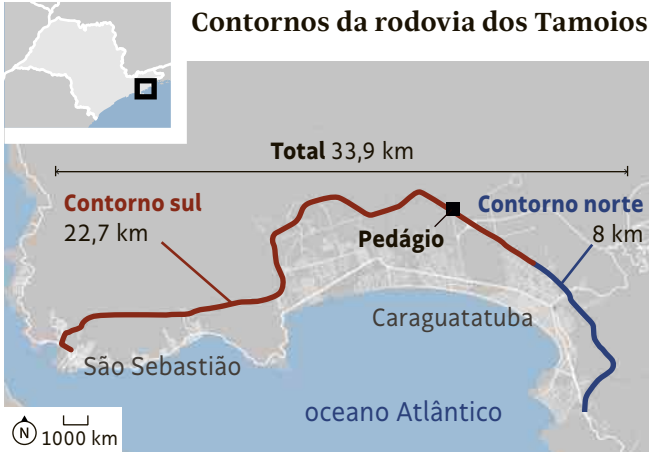 Contornos da rodovia dos Tamoios
Total 33,9 km
Contorno sul
22,7 km
Contorno norte
8 km
Pedágio
Caraguatatuba
São Sebastião
oceano Atlântico
N 1000 km